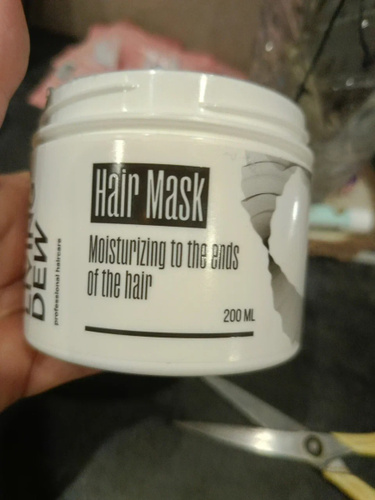 Hair Mask
Moisturizing to the ends
of the hair
200 ML
DEW
professional haircare